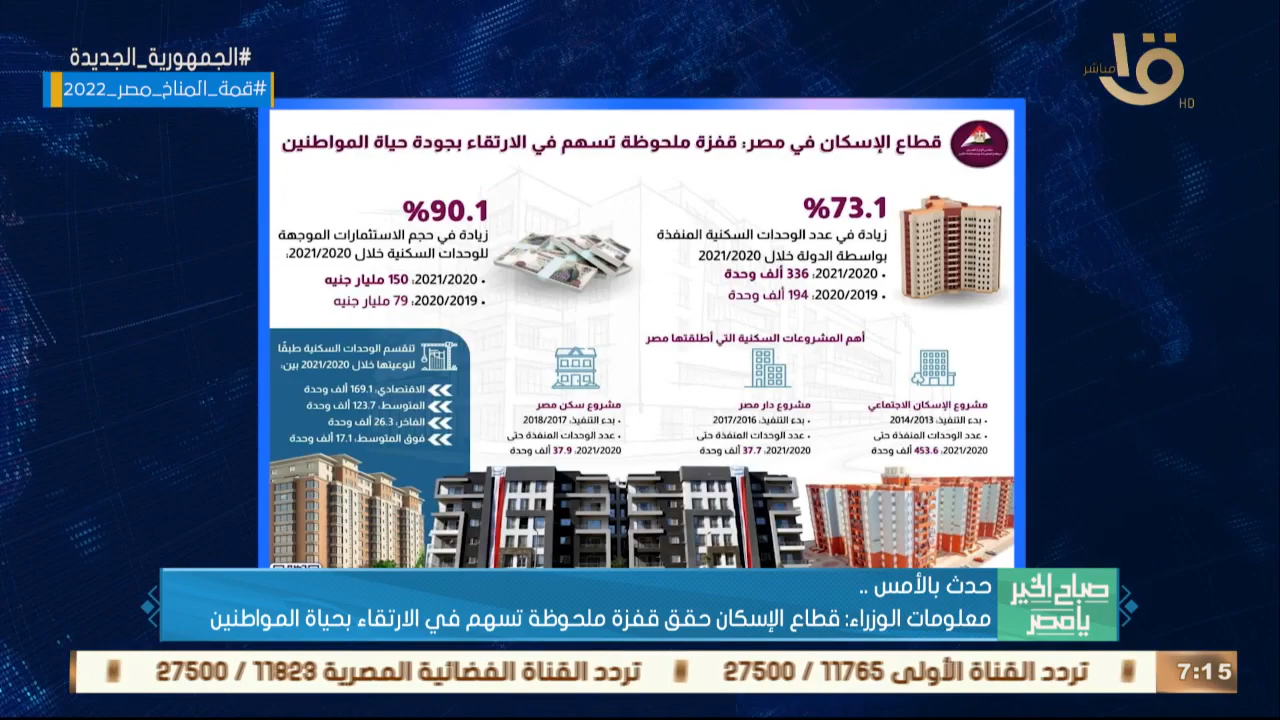 #الجمهورية_الجديدة
#قمة_المناخ_مصر_2022
مباشر
HD
قطاع الإسكان في مصر: قفزة ملحوظة تسهم في الارتقاء بجودة حياة المواطنين
%73.1
زيادة في عدد الوحدات السكنية المنفذة
بواسطة الدولة خلال 2021/2020
• 2021/2020: 336 ألف وحدة
• 2020/2019: 194 ألف وحدة
%90.1
زيادة في حجم الاستثمارات الموجهة
للوحدات السكنية خلال 2021/2020:
• 2021/2020: 150 مليار جنيه
• 2020/2019: 79 مليار جنيه
أهم المشروعات السكنية التي أطلقتها مصر
مشروع الإسكان الاجتماعي
• بدء التنفيذ: 2014/2013
• عدد الوحدات المنفذة حتى
2021/2020: 453.6 ألف وحدة
مشروع دار مصر
• بدء التنفيذ: 2017/2016
• عدد الوحدات المنفذة حتى
2021/2020: 37.7 ألف وحدة
مشروع سكن مصر
• بدء التنفيذ: 2018/2017
• عدد الوحدات المنفذة حتى
2021/2020: 37.9 ألف وحدة
تنقسم الوحدات السكنية طبقًا
لنوعيتها خلال 2021/2020 بين:
الاقتصادي: 169.1 ألف وحدة
المتوسط: 123.7 ألف وحدة
الفاخر: 26.3 ألف وحدة
فوق المتوسط: 17.1 ألف وحدة
صباح الخير
يا مصر
حدث بالأمس ..
معلومات الوزراء: قطاع الإسكان حقق قفزة ملحوظة تسهم في الارتقاء بحياة المواطنين
7:15
تردد القناة الأولى 11765 / 27500
تردد القناة الفضائية المصرية 11823 / 27500